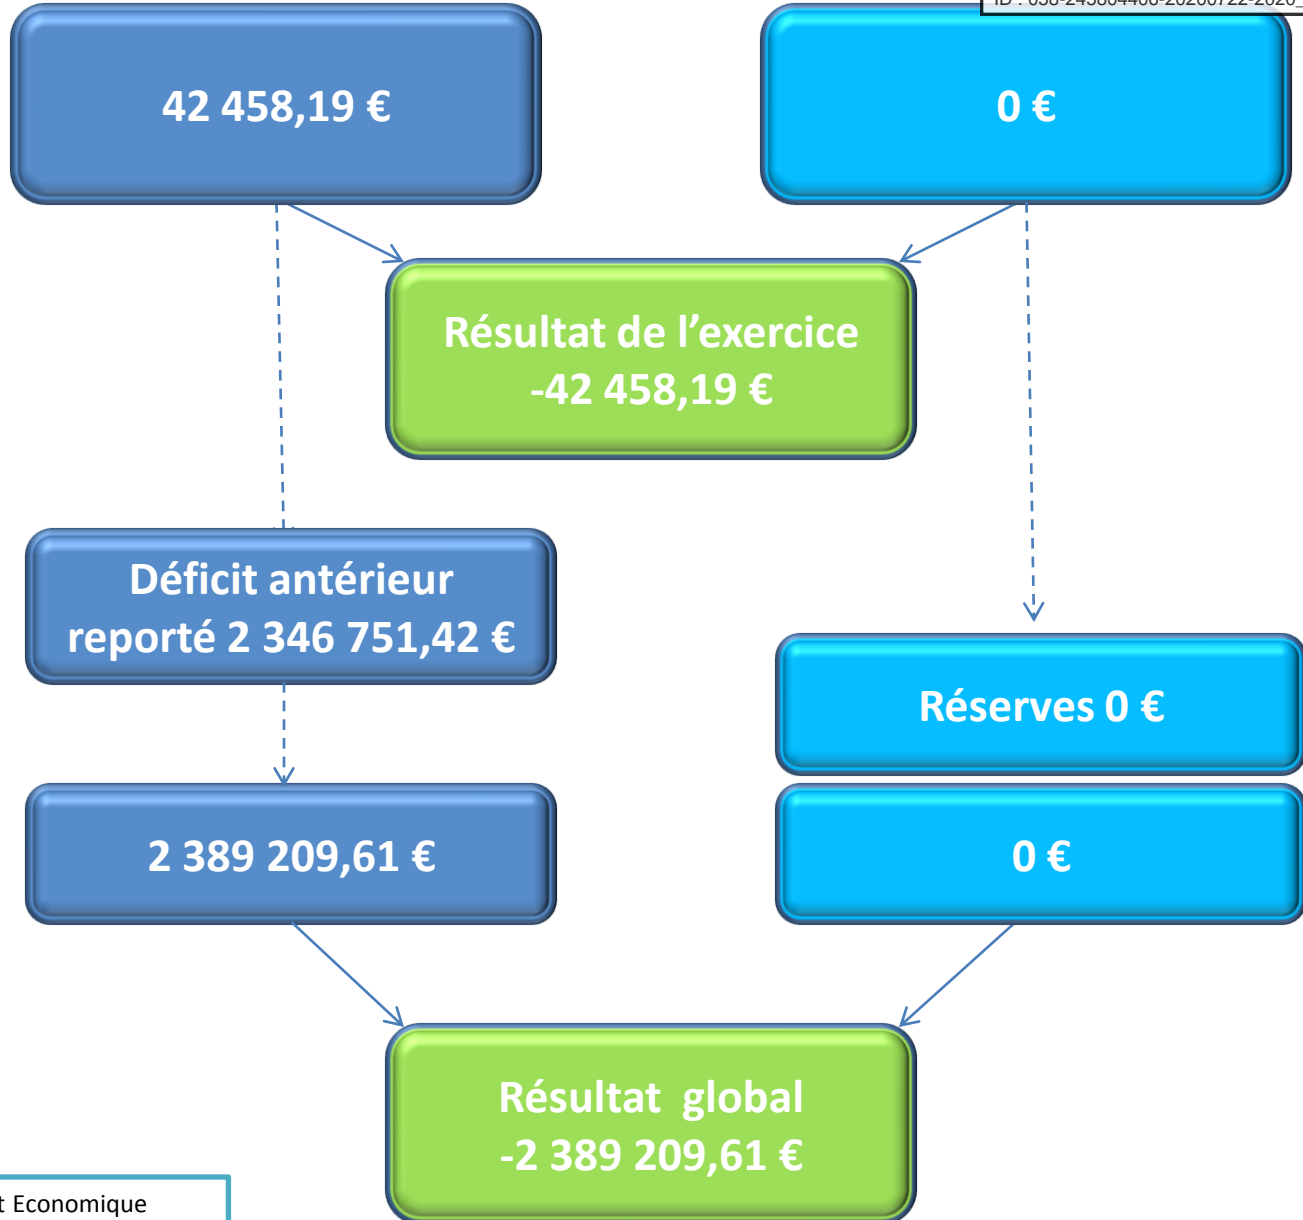 42 458,19 €
0 €
Résultat de l’exercice
-42 458,19 €
Déficit antérieur
reporté 2 346 751,42 €
Réserves 0 €
2 389 209,61 €
0 €
Résultat global
-2 389 209,61 €
t Economique